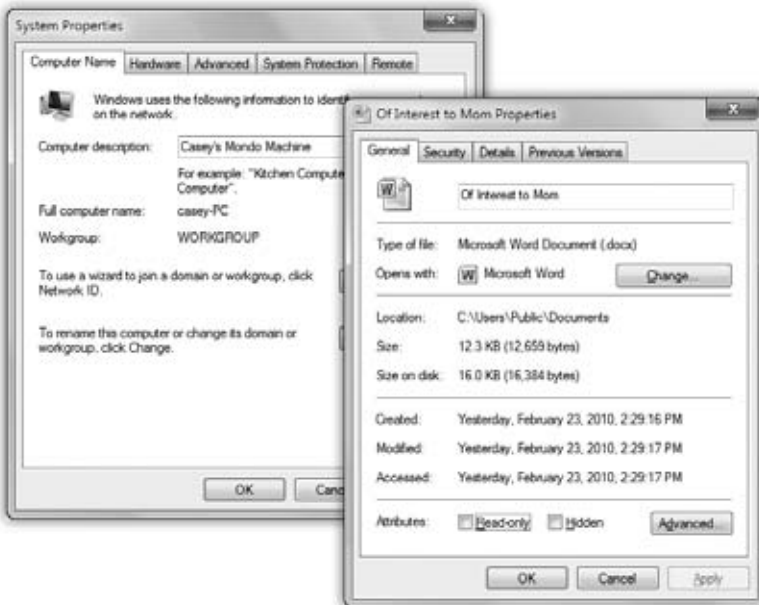 System Properties
Computer Name Hardware Advanced System Protection Remote
Windows uses the following information to
on the network.
Computer description: Casey's Mondo Machine
For example: "Kitchen
Computer".
Full computer name: casey-PC
Workgroup: WORKGROUP
To use a wizard to join a domain or workgroup, click
Network ID.
To rename this computer or change its domain or
workgroup, click Change.
OK
Of Interest to Mom Properties
General Security Details Previous Versions
Of Interest to Mom
Type of file: Microsoft Word Document (.docx)
Opens with: Microsoft Word Change...
Location: C:\Users\Public\Documents
Size: 12.3 KB (12,659 bytes)
Size on disk: 16.0 KB (16,384 bytes)
Created: Yesterday, February 23, 2010, 2:29:16 PM
Modified: Yesterday, February 23, 2010, 2:29:17 PM
Accessed: Yesterday, February 23, 2010, 2:29:17 PM
Attributes: Read-only Hidden Advanced...
OK Cancel Apply